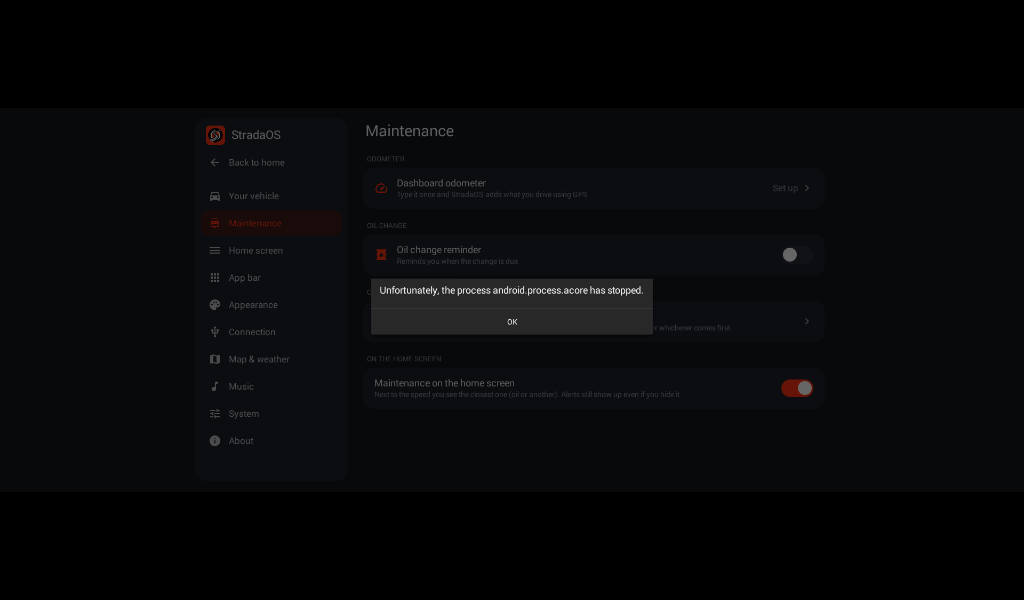 StradaOS
Back to home
Your vehicle
Maintenance
Home screen
App bar
Appearance
Connection
Map & weather
Music
System
About
Maintenance
ODOMETER
Dashboard odometer
Type it once and StradaOS adds what you drive using GPS
Set up
OIL CHANGE
Oil change reminder
Reminds you when the change is due
Unfortunately, the process android.process.acore has stopped.
OK
whichever comes first
ON THE HOME SCREEN
Maintenance on the home screen
Next to the speed you see the closest one (oil or another). Alerts still show up even if you hide it